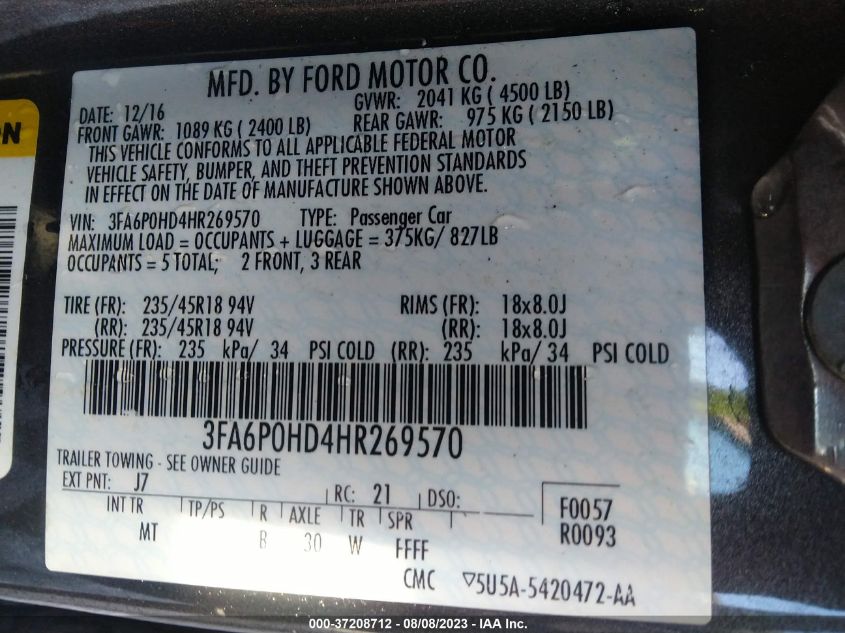 ON
MFD. BY FORD MOTOR CO.
DATE: 12/16 GVWR: 2041 KG ( 4500 LB)
FRONT GAWR: 1089 KG ( 2400 LB) REAR GAWR: 975 KG ( 2150 LB)
THIS VEHICLE CONFORMS TO ALL APPLICABLE FEDERAL MOTOR
VEHICLE SAFETY, BUMPER, AND THEFT PREVENTION STANDARDS
IN EFFECT ON THE DATE OF MANUFACTURE SHOWN ABOVE.
VIN: 3FA6P0HD4HR269570 TYPE: Passenger Car
MAXIMUM LOAD = OCCUPANTS + LUGGAGE = 375KG/ 827LB
OCCUPANTS = 5 TOTAL; 2 FRONT, 3 REAR
TIRE (FR): 235/45R18 94V RIMS (FR): 18x8.0J
(RR): 235/45R18 94V (RR): 18x8.0J
PRESSURE (FR): 235 kPa/ 34 PSI COLD (RR): 235 kPa/ 34 PSI COLD
3FA6P0HD4HR269570
TRAILER TOWING - SEE OWNER GUIDE
EXT PNT: J7 RC: 21 DSO: F0057
INT TR TP/PS R AXLE TR SPR R0093
MT B 30 W FFFF
CMC ▽5U5A-5420472-AA
000-37208712 - 08/08/2023 - IAA Inc.